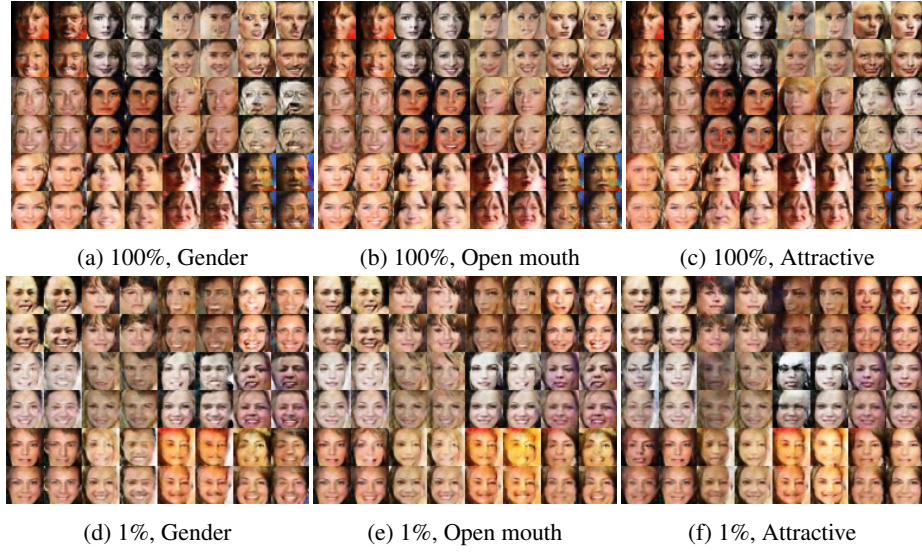 (a) 100%, Gender
(b) 100%, Open mouth
(c) 100%, Attractive
(d) 1%, Gender
(e) 1%, Open mouth
(f) 1%, Attractive